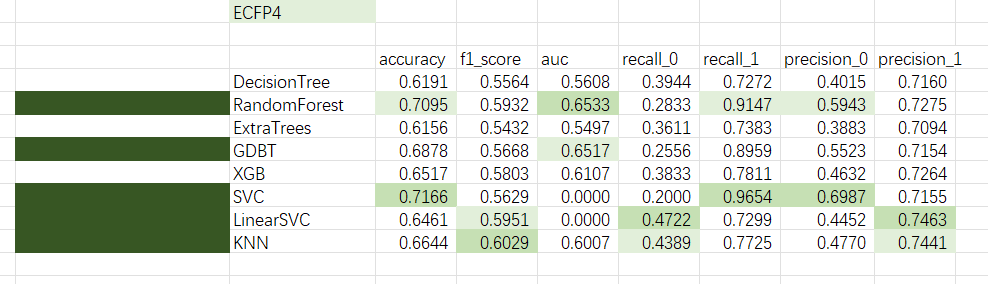 ECFP4
accuracy f1_score auc recall_0 recall_1 precision_0 precision_1
DecisionTree 0.6191 0.5564 0.5608 0.3944 0.7272 0.4015 0.7160
RandomForest 0.7095 0.5932 0.6533 0.2833 0.9147 0.5943 0.7275
ExtraTrees 0.6156 0.5432 0.5497 0.3611 0.7383 0.3883 0.7094
GDBT 0.6878 0.5668 0.6517 0.2556 0.8959 0.5523 0.7154
XGB 0.6517 0.5803 0.6107 0.3833 0.7811 0.4632 0.7264
SVC 0.7166 0.5629 0.0000 0.2000 0.9654 0.6987 0.7155
LinearSVC 0.6461 0.5951 0.0000 0.4722 0.7299 0.4452 0.7463
KNN 0.6644 0.6029 0.6007 0.4389 0.7725 0.4770 0.7441